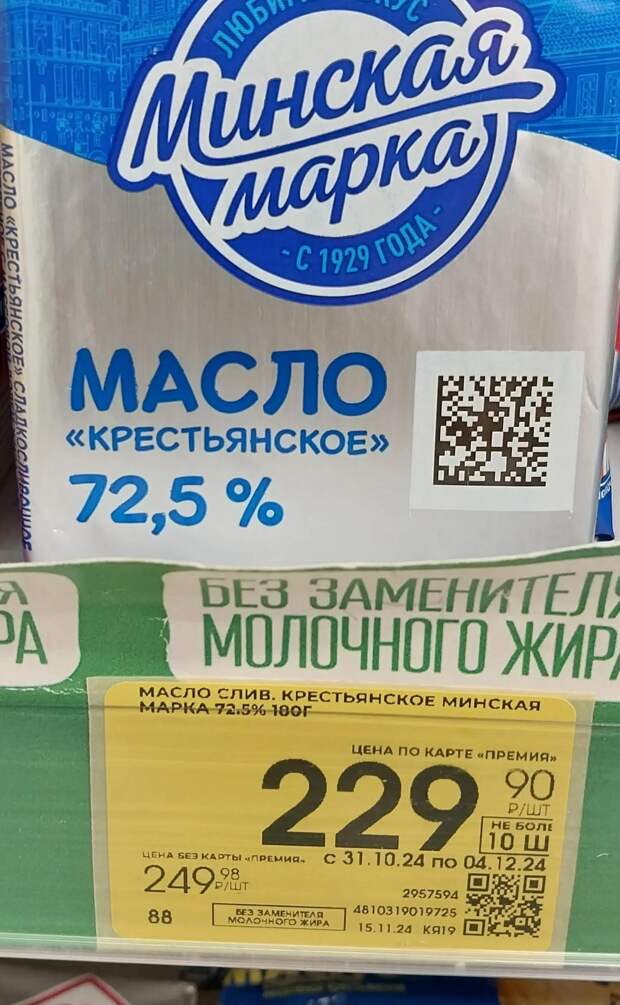 Минская
марка
- С 1929 ГОДА -
МАСЛО «КРЕСТЬЯНСКОЕ» СЛАДКОСЛИВОЧНОЕ
МАСЛО
«КРЕСТЬЯНСКОЕ»
72,5 %
БЕЗ ЗАМЕНИТЕЛЯ
МОЛОЧНОГО ЖИРА
МАСЛО СЛИВ. КРЕСТЬЯНСКОЕ МИНСКАЯ
МАРКА 72.5% 180Г
ЦЕНА ПО КАРТЕ «ПРЕМИЯ»
229 90
₽/ШТ
НЕ БОЛЕ
10 Ш
С 31.10.24 ПО 04.12.24
ЦЕНА БЕЗ КАРТЫ «ПРЕМИЯ»
249 98
₽/ШТ
2957594
88
БЕЗ ЗАМЕНИТЕЛЯ
МОЛОЧНОГО ЖИРА
4810319019725
15.11.24 КЯ19